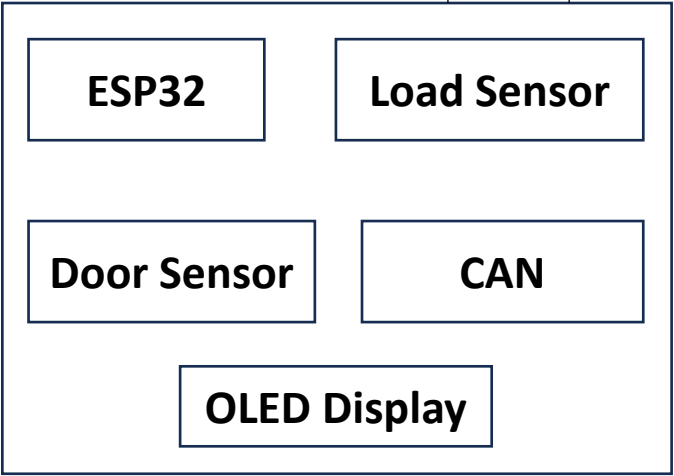 ESP32
Load Sensor
Door Sensor
CAN
OLED Display